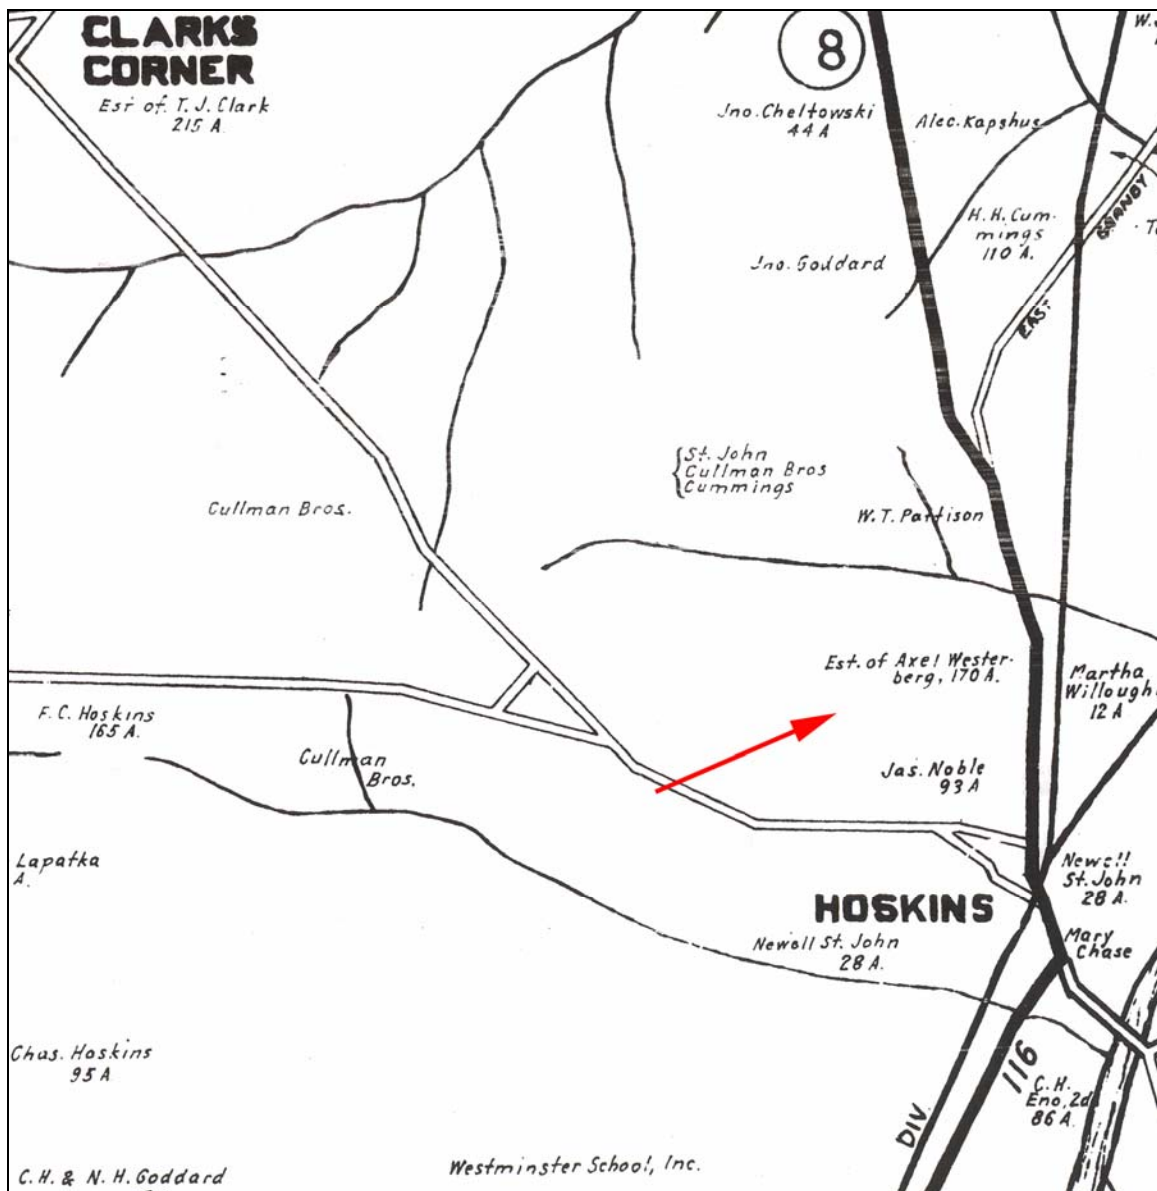 CLARKS
CORNER
Est of. T. J. Clark
215 A.
8
Jno. Cheltowski
44 A
Alec. Kapshus
W.
H. H. Cum-
mings
110 A.
GRANBY
EAST
Jno. Goddard
St. John
Cullman Bros
Cummings
Cullman Bros.
W. T. Pattison
Est. of Axel Wester-
berg, 170 A.
Martha
Willough
12 A
F. C. Hoskins
165 A.
Cullman
Bros.
Jas. Noble
93 A
Lapatka
A.
Newell
St. John
28 A.
HOSKINS
Newell St. John
28 A.
Mary
Chase
Chas. Hoskins
95 A
116
DIV.
C. H.
Eno, 2d
86 A.
C. H. & N. H. Goddard
Westminster School, Inc.